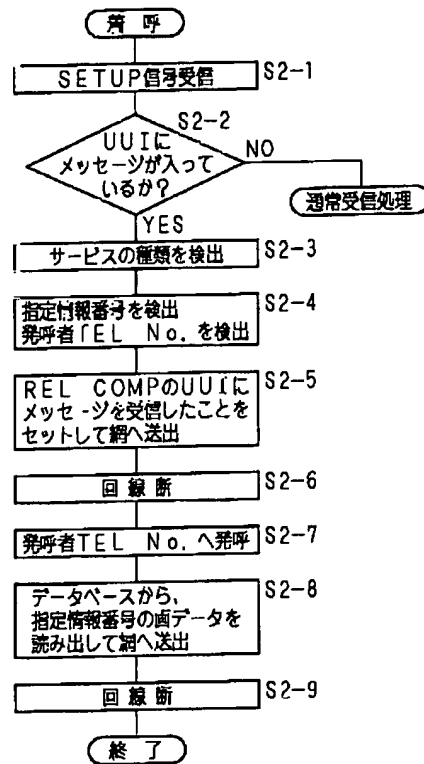 着呼
SETUP信号受信
S2-1
S2-2
UUIに
メッセージが入って
いるか?
NO
通常受信処理
YES
サービスの種類を検出
S2-3
指定情報番号を検出
発呼者TEL No.を検出
S2-4
REL COMPのUUIに
メッセージを受信したことを
セットして網へ送出
S2-5
回線断
S2-6
発呼者TEL No.へ発呼
S2-7
データベースから,
指定情報番号の画データを
読み出して網へ送出
S2-8
回線断
S2-9
終了